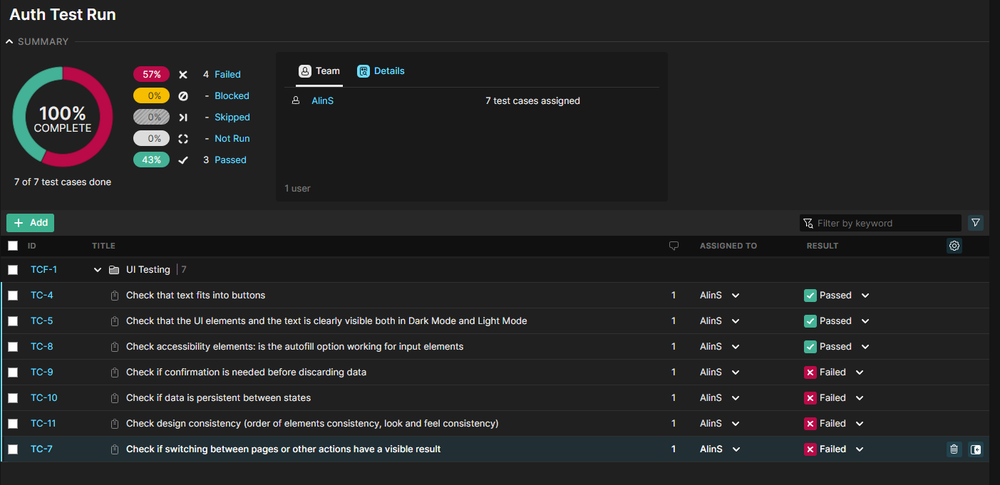 Auth Test Run
SUMMARY
100%
COMPLETE
7 of 7 test cases done
57% 4 Failed
0% - Blocked
0% - Skipped
0% - Not Run
43% 3 Passed
Team Details
AlinS 7 test cases assigned
1 user
+ Add Filter by keyword
ID TITLE ASSIGNED TO RESULT
TCF-1 UI Testing 7
TC-4 Check that text fits into buttons 1 AlinS Passed
TC-5 Check that the UI elements and the text is clearly visible both in Dark Mode and Light Mode 1 AlinS Passed
TC-8 Check accessibility elements: is the autofill option working for input elements 1 AlinS Passed
TC-9 Check if confirmation is needed before discarding data 1 AlinS Failed
TC-10 Check if data is persistent between states 1 AlinS Failed
TC-11 Check design consistency (order of elements consistency, look and feel consistency) 1 AlinS Failed
TC-7 Check if switching between pages or other actions have a visible result 1 AlinS Failed